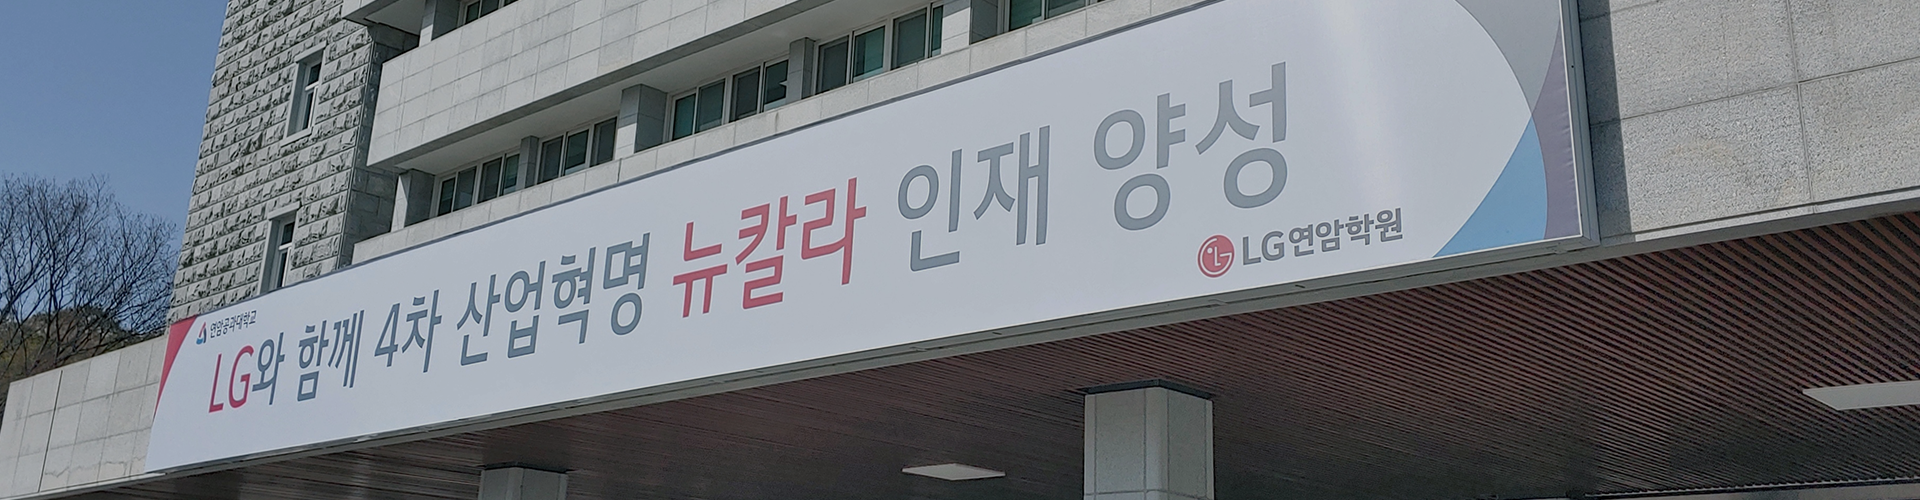 연암공과대학교
LG와 함께 4차 산업혁명 뉴칼라 인재 양성
LG연암학원